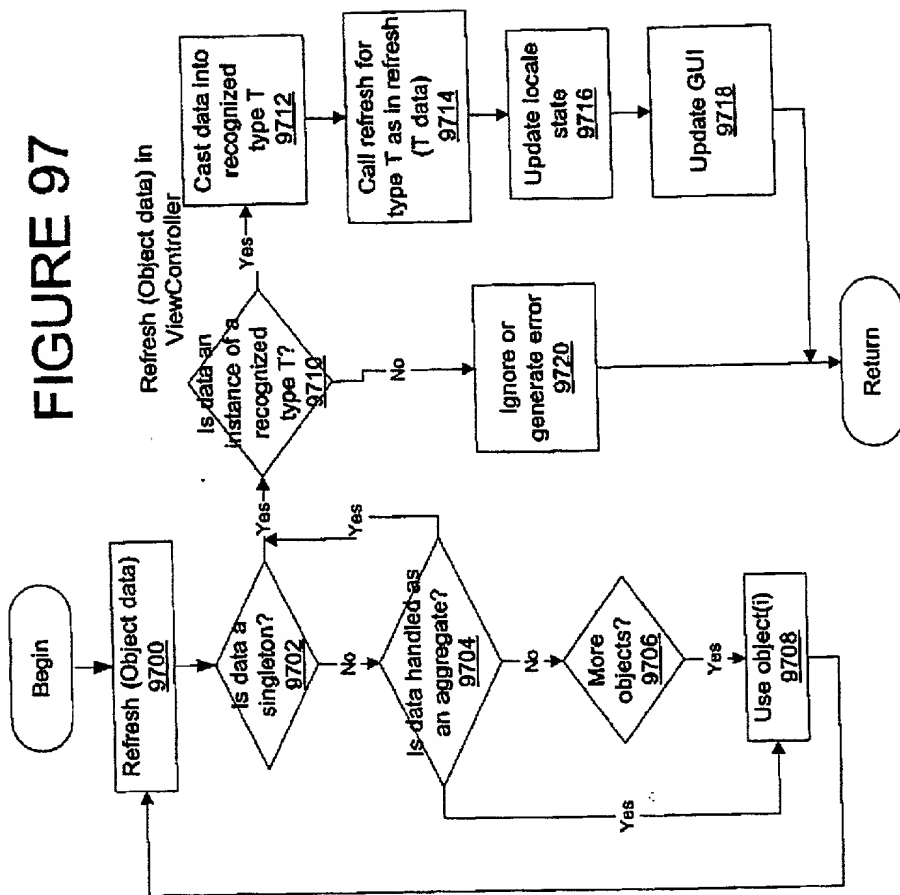 FIGURE 97
Begin
Refresh (Object data)
9700
Is data a
singleton?
9702
Yes
No
Is data handled as
an aggregate?
9704
Yes
Yes
No
More
objects?
9706
Yes
Use object(i)
9708
Refresh (Object data) in
ViewController
Is data an
instance of a
recognized
type T?
9710
Yes
No
Cast data into
recognized
type T
9712
Call refresh for
type T as in refresh
(T data)
9714
Update locale
state
9716
Update GUI
9718
Ignore or
generate error
9720
Return